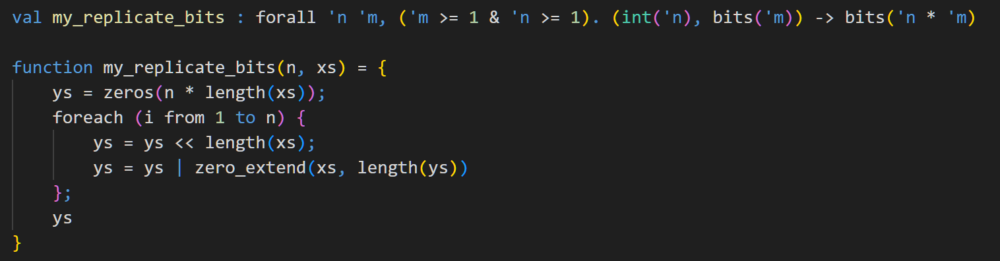 val my_replicate_bits : forall 'n 'm, ('m >= 1 & 'n >= 1). (int('n), bits('m)) -> bits('n * 'm)
function my_replicate_bits(n, xs) = {
    ys = zeros(n * length(xs));
    foreach (i from 1 to n) {
        ys = ys << length(xs);
        ys = ys | zero_extend(xs, length(ys))
    };
    ys
}